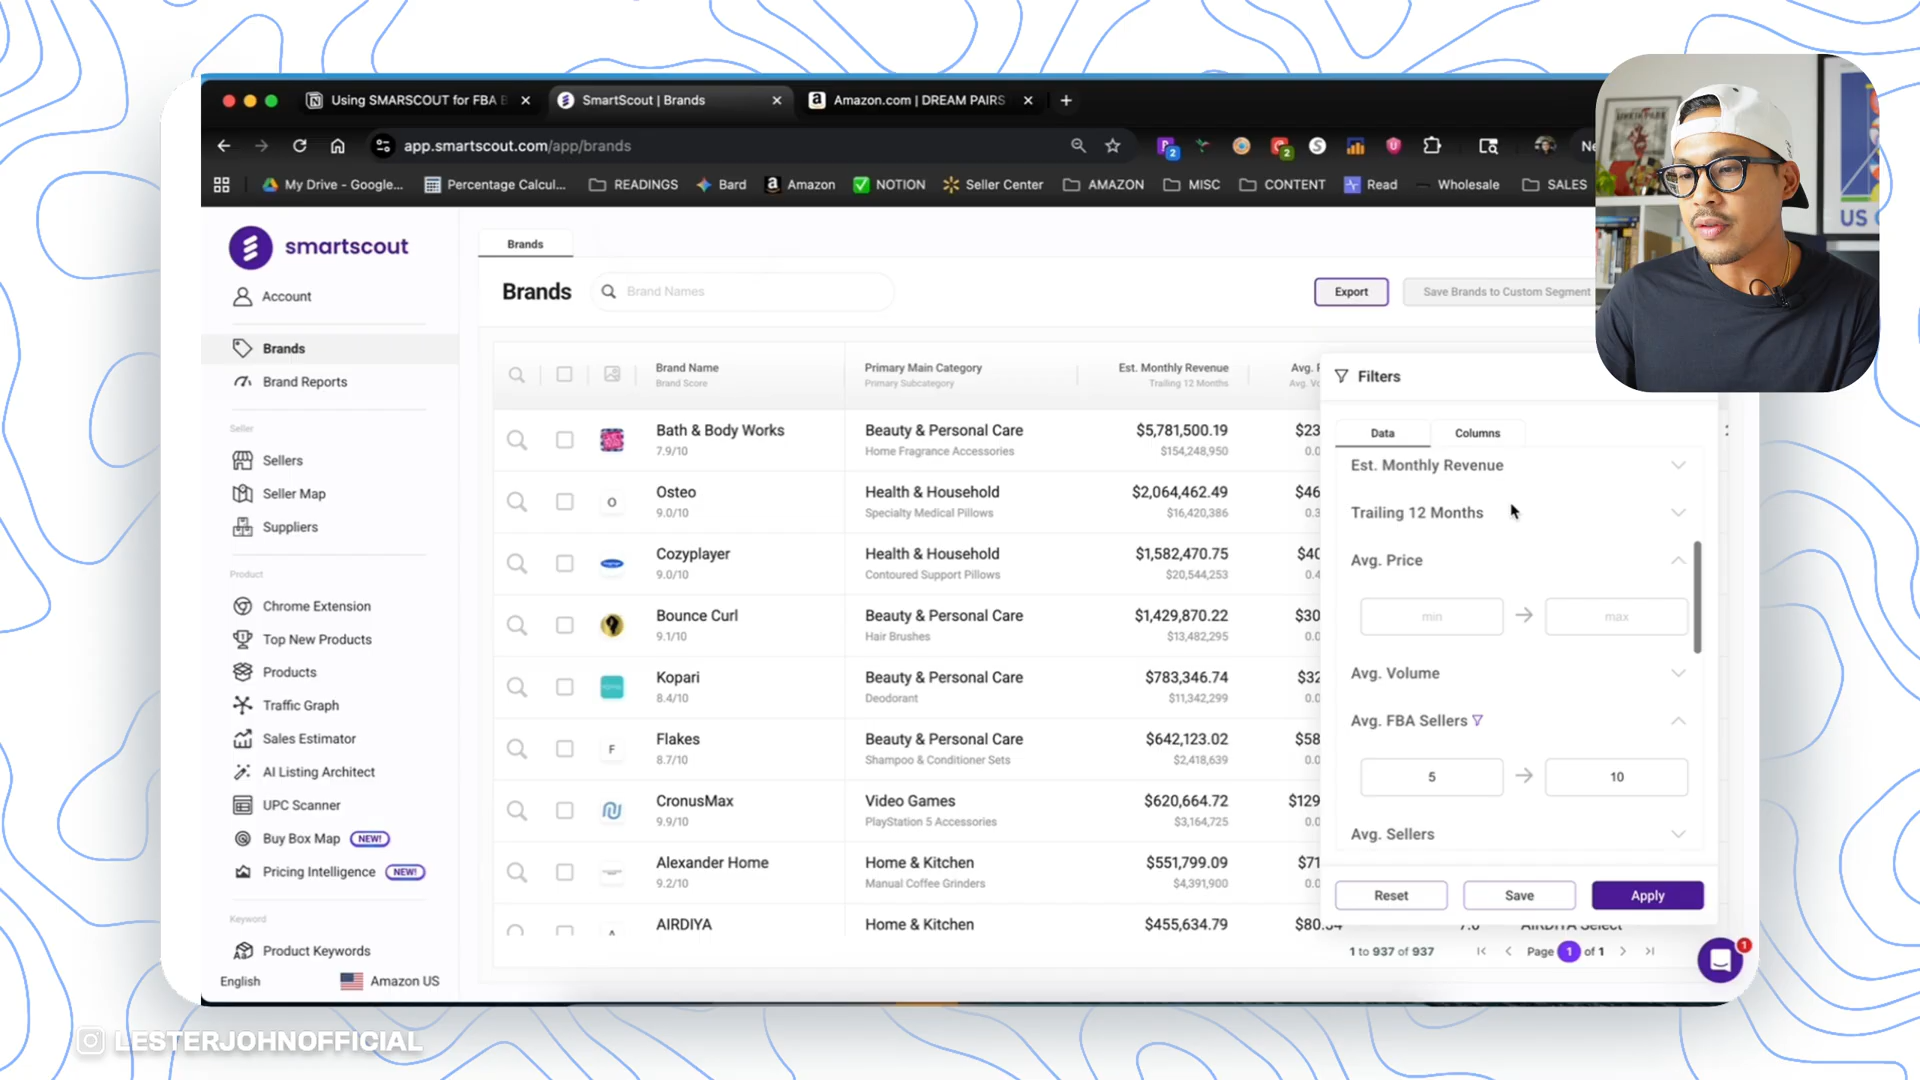 Using SMARSCOUT for FBA B
SmartScout | Brands
Amazon.com | DREAM PAIRS
app.smartscout.com/app/brands
2
2
Ne
My Drive - Google...
Percentage Calcul...
READINGS
Bard
Amazon
NOTION
Seller Center
AMAZON
MISC
CONTENT
Read
Wholesale
SALES
US
smartscout
Account
Brands
Brand Reports
Seller
Sellers
Seller Map
Suppliers
Product
Chrome Extension
Top New Products
Products
Traffic Graph
Sales Estimator
AI Listing Architect
UPC Scanner
Buy Box Map NEW!
Pricing Intelligence NEW!
Keyword
Product Keywords
English
Amazon US
Brands
Brands
Brand Names
Export
Save Brands to Custom Segment
Brand Name
Brand Score
Primary Main Category
Primary Subcategory
Est. Monthly Revenue
Trailing 12 Months
Bath & Body Works
7.9/10
Beauty & Personal Care
Home Fragrance Accessories
$5,781,500.19
$154,248,950
$23
Osteo
9.0/10
Health & Household
Specialty Medical Pillows
$2,064,462.49
$16,420,386
$46
Cozyplayer
9.0/10
Health & Household
Contoured Support Pillows
$1,582,470.75
$20,544,253
$40
Bounce Curl
9.1/10
Beauty & Personal Care
Hair Brushes
$1,429,870.22
$13,482,295
$30
Kopari
8.4/10
Beauty & Personal Care
Deodorant
$783,346.74
$11,342,299
$32
Flakes
8.7/10
Beauty & Personal Care
Shampoo & Conditioner Sets
$642,123.02
$2,418,639
$58
CronusMax
9.9/10
Video Games
PlayStation 5 Accessories
$620,664.72
$3,164,725
$129
Alexander Home
9.2/10
Home & Kitchen
Manual Coffee Grinders
$551,799.09
$4,391,900
$71
AIRDIYA
Home & Kitchen
$455,634.79
Filters
Data
Columns
Est. Monthly Revenue
Trailing 12 Months
Avg. Price
min
max
Avg. Volume
Avg. FBA Sellers
5
10
Avg. Sellers
Reset
Save
Apply
1 to 937 of 937
Page 1 of 1
1
LESTERJOHNOFFICIAL